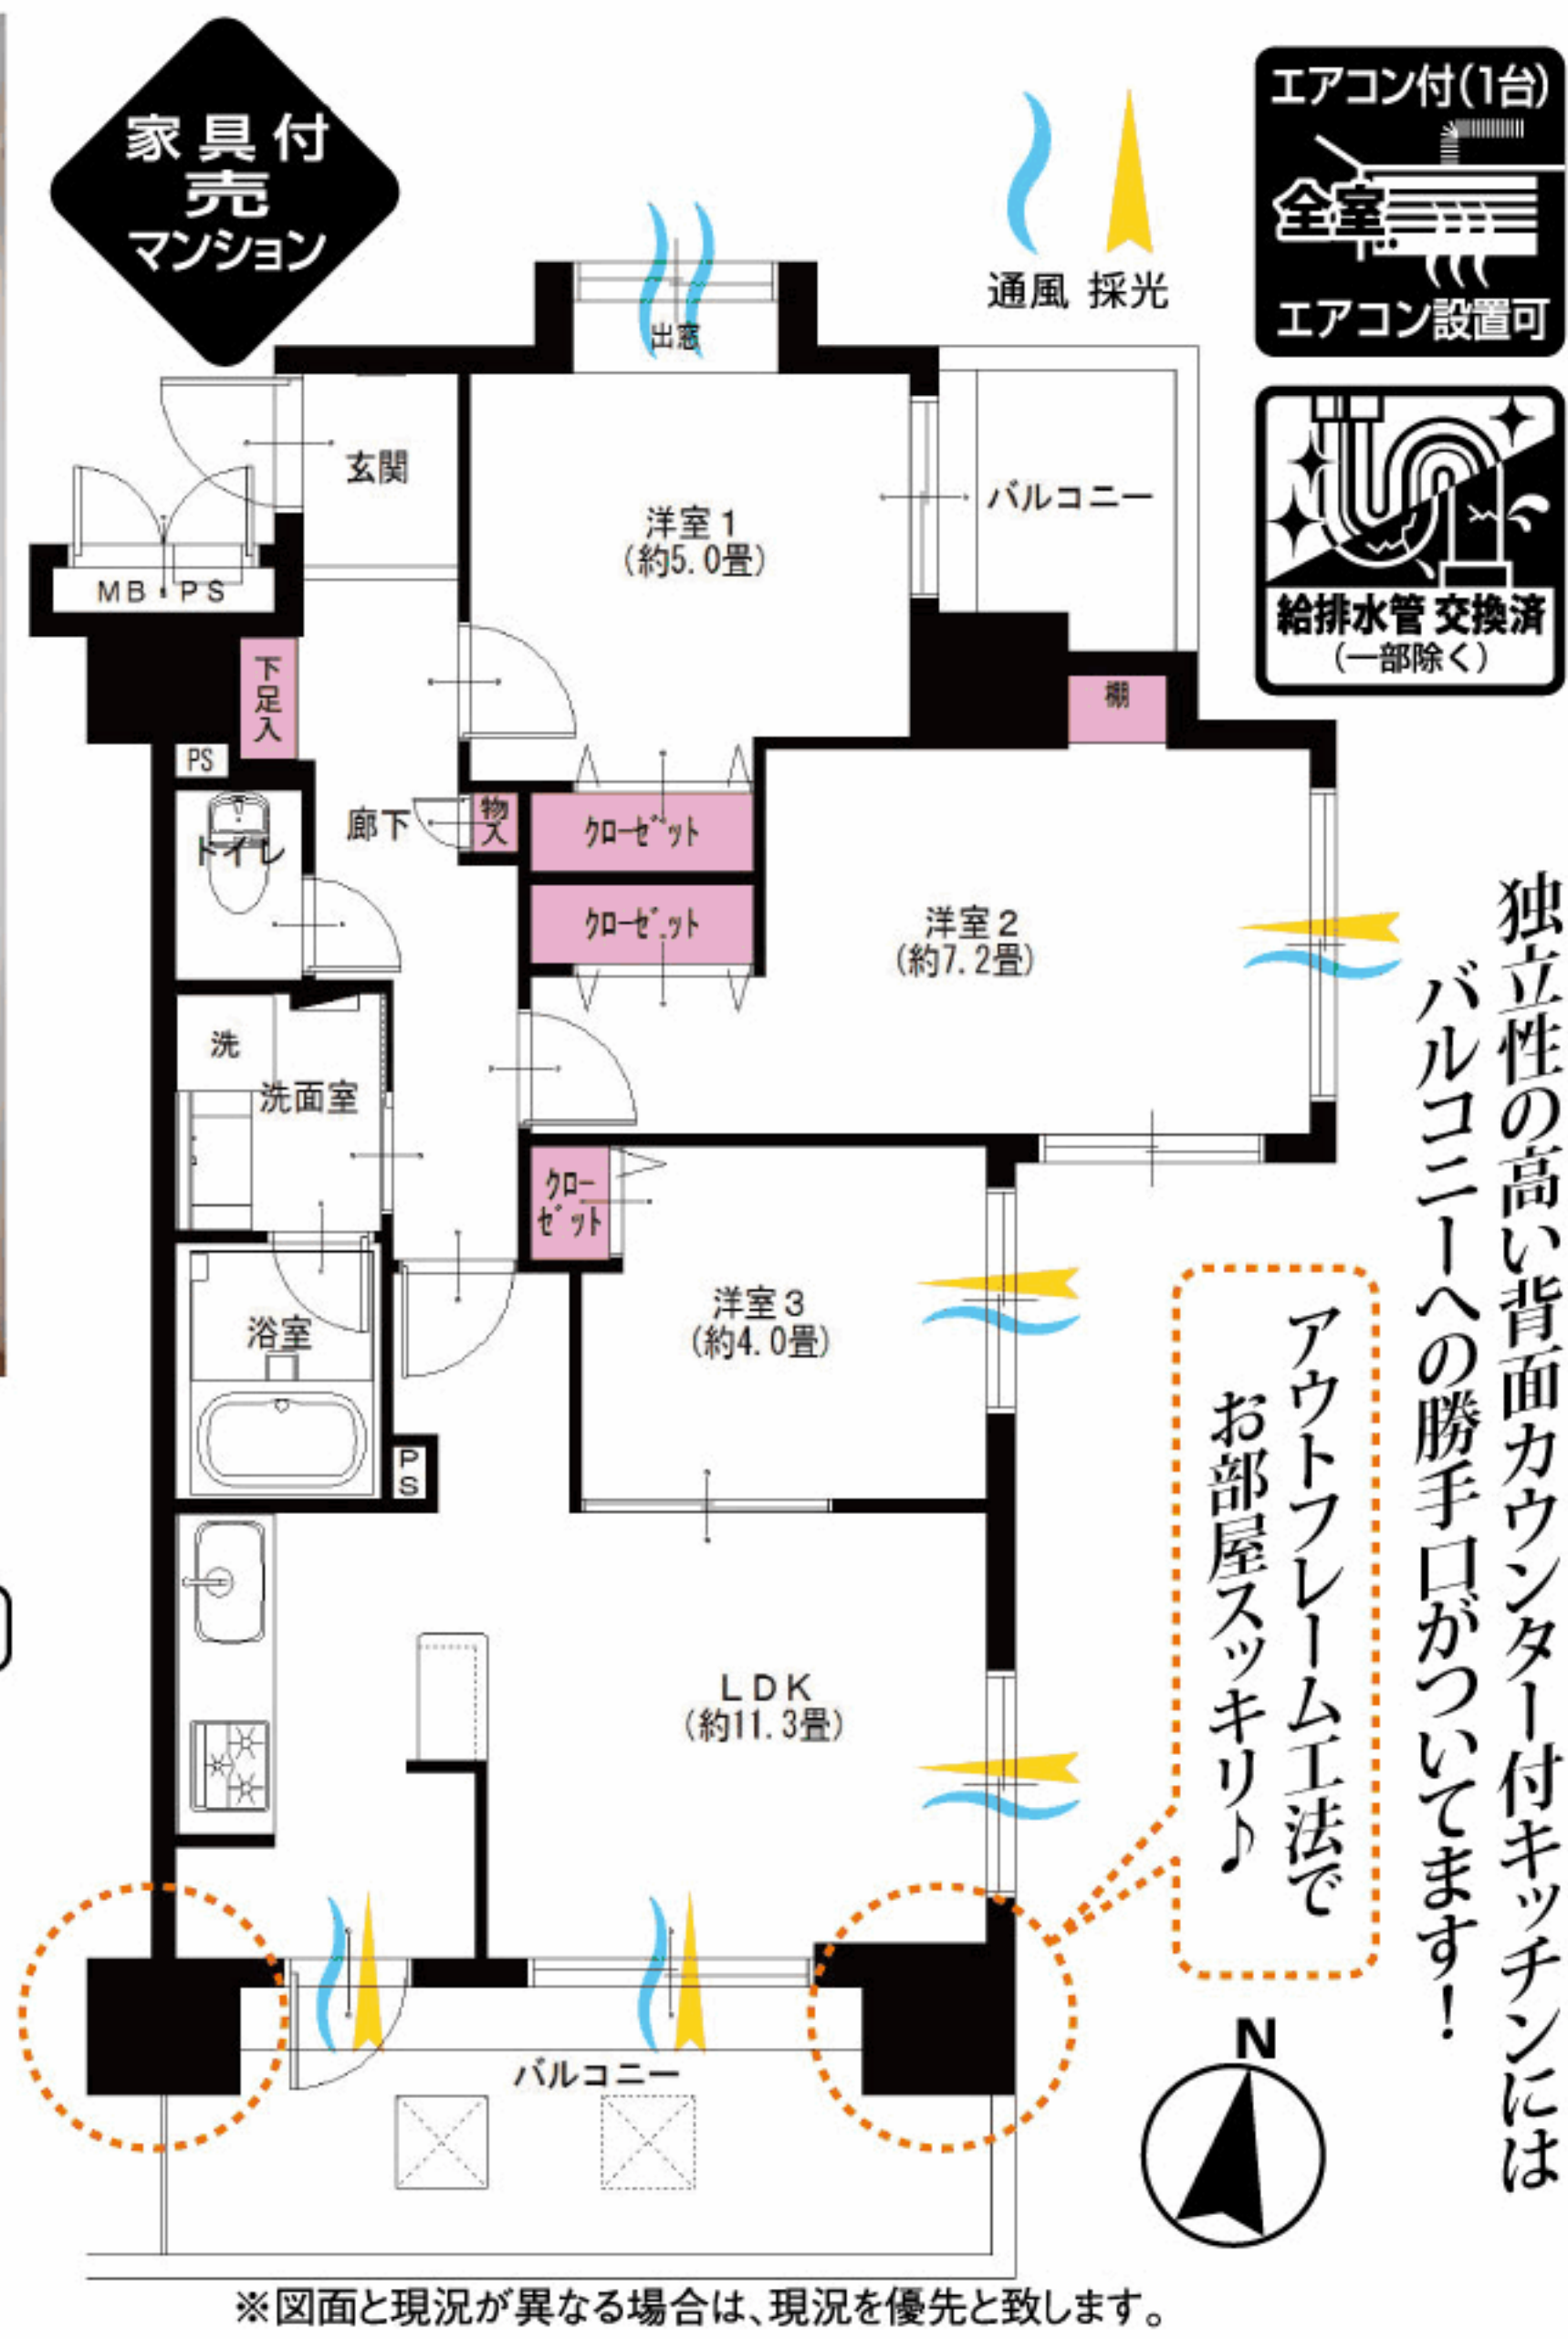 家具付
売
マンション
通風 採光
エアコン付(1台)
全室
エアコン設置可
給排水管 交換済
(一部除く)
出窓
玄関
洋室1
(約5.0畳)
バルコニー
MB・PS
下足入
棚
PS
トイレ
廊下
物入
クローゼット
クローゼット
洋室2
(約7.2畳)
洗
洗面室
クローゼット
浴室
洋室3
(約4.0畳)
PS
LDK
(約11.3畳)
バルコニー
独立性の高い背面カウンター付キッチンには
バルコニーへの勝手口がついてます!
アウトフレーム工法で
お部屋スッキリ♪
N
※図面と現況が異なる場合は、現況を優先と致します。